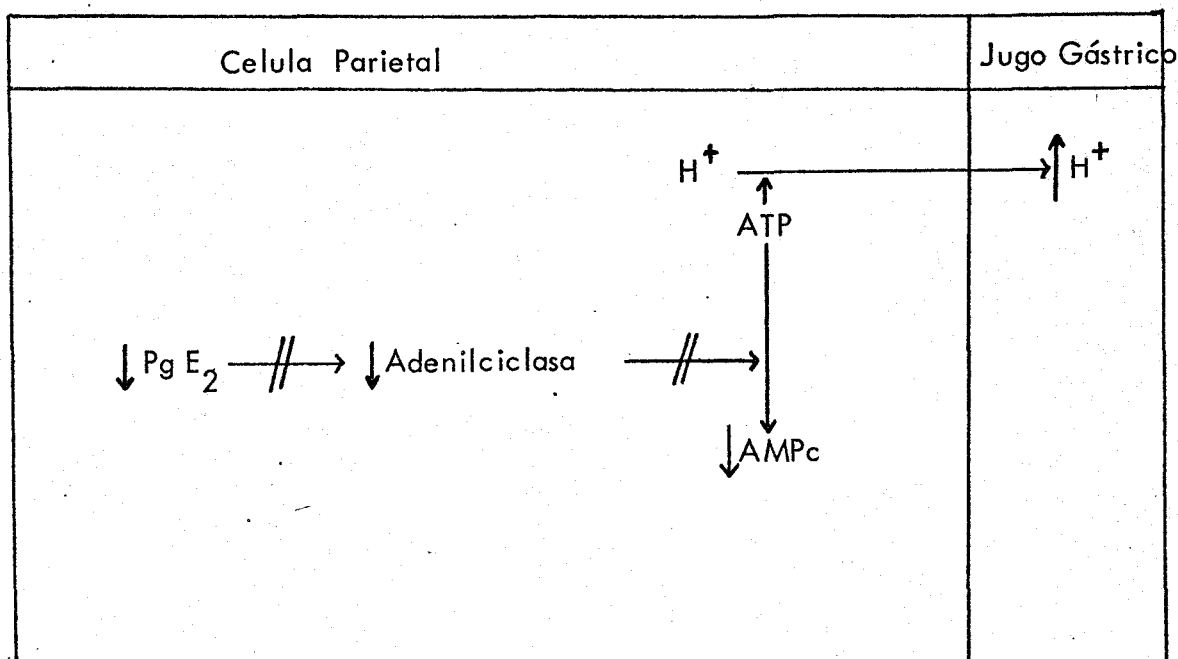 Celula Parietal
Jugo Gástrico
H+
H+
ATP
Pg E2
Adenilciclasa
AMPc